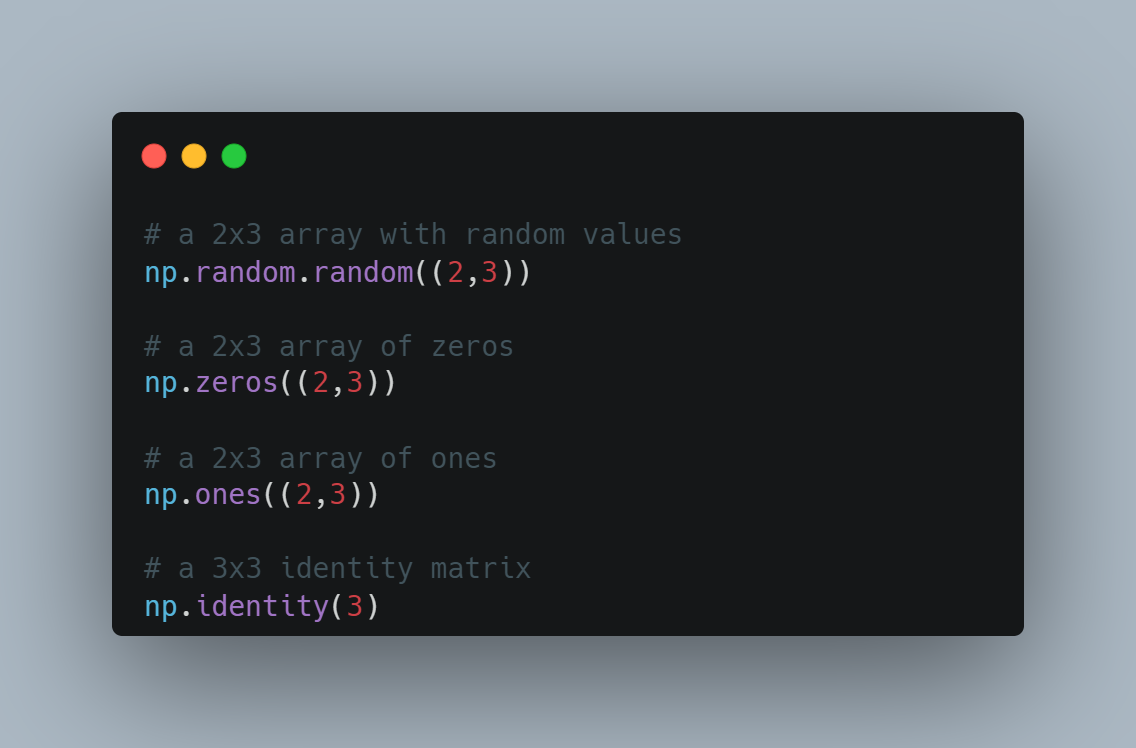 # a 2x3 array with random values
np.random.random((2,3))
# a 2x3 array of zeros
np.zeros((2,3))
# a 2x3 array of ones
np.ones((2,3))
# a 3x3 identity matrix
np.identity(3)